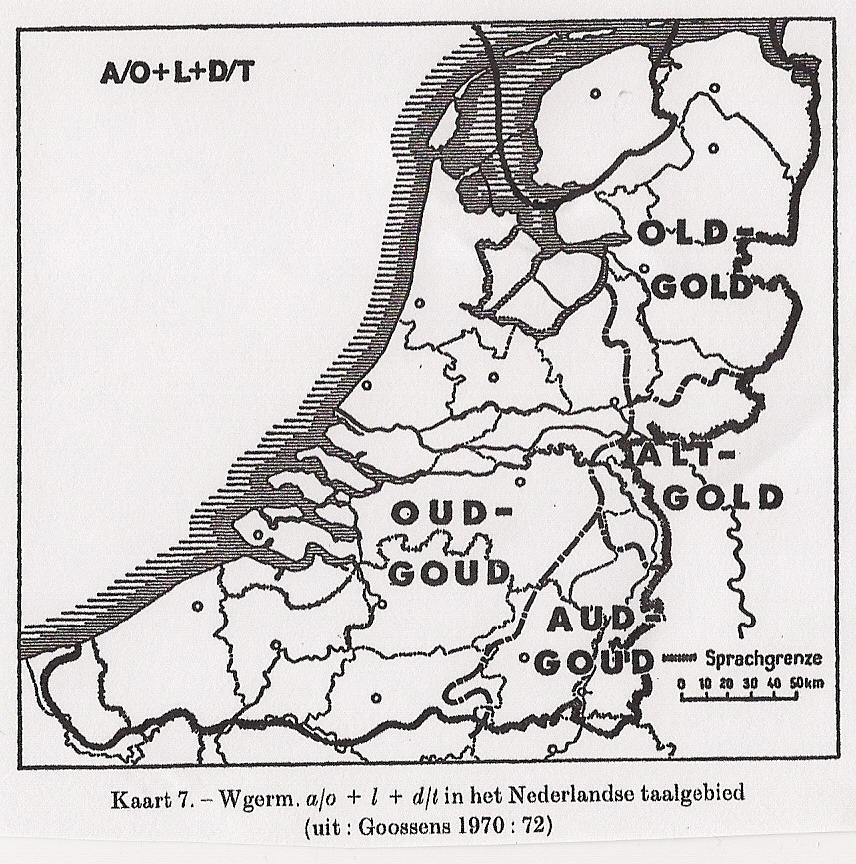 A/O+L+D/T
OLD-
GOLD
ALT-
GOLD
OUD-
GOUD
AUD-
GOUD
Sprachgrenze
0 10 20 30 40 50km
Kaart 7. – Wgerm. a/o + l + d/t in het Nederlandse taalgebied
(uit : Goossens 1970 : 72)